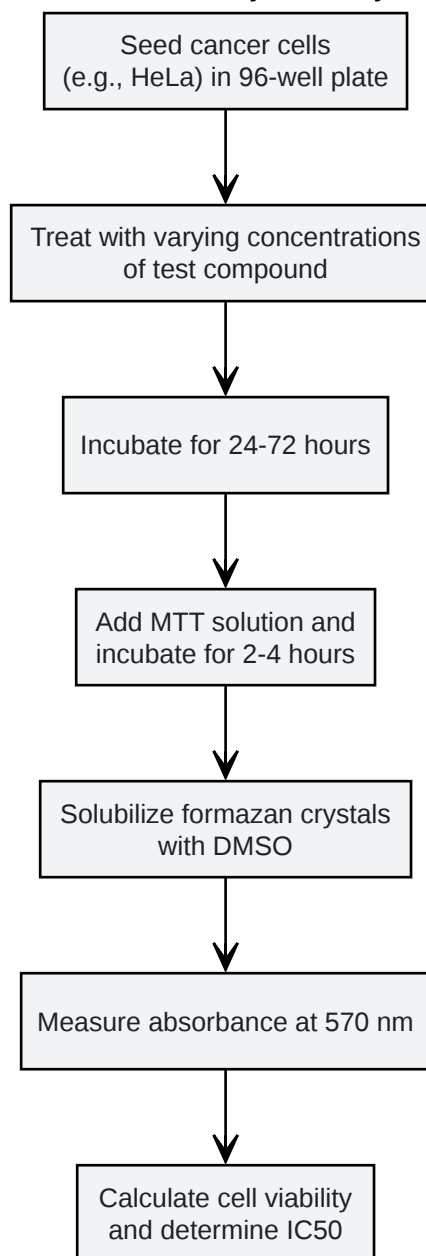 Seed cancer cells
(e.g., HeLa) in 96-well plate
Treat with varying concentrations
of test compound
Incubate for 24-72 hours
Add MTT solution and
incubate for 2-4 hours
Solubilize formazan crystals
with DMSO
Measure absorbance at 570 nm
Calculate cell viability
and determine IC50